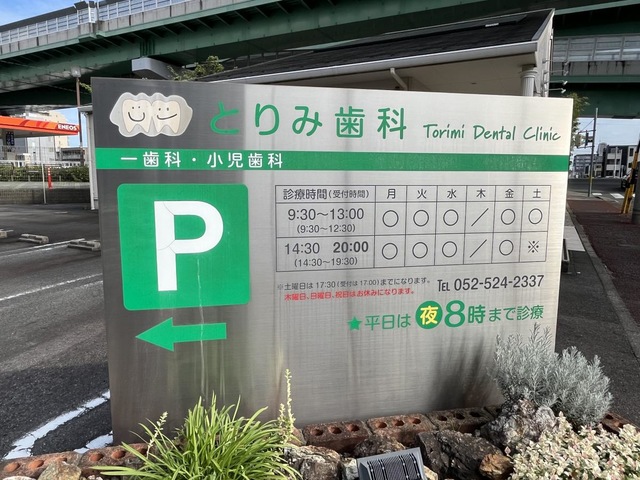 とりみ歯科 Torimi Dental Clinic
一歯科・小児歯科
P
診療時間(受付時間) 月 火 水 木 金 土
9:30～13:00 ○ ○ ○ ／ ○ ○
(9:30～12:30)
14:30 20:00 ○ ○ ○ ／ ○ ※
(14:30～19:30)
※土曜日は17:30(受付は17:00)までになります。
木曜日、日曜日、祝日はお休みになります。
TEL 052-524-2337
★平日は夜8時まで診療
ENEOS